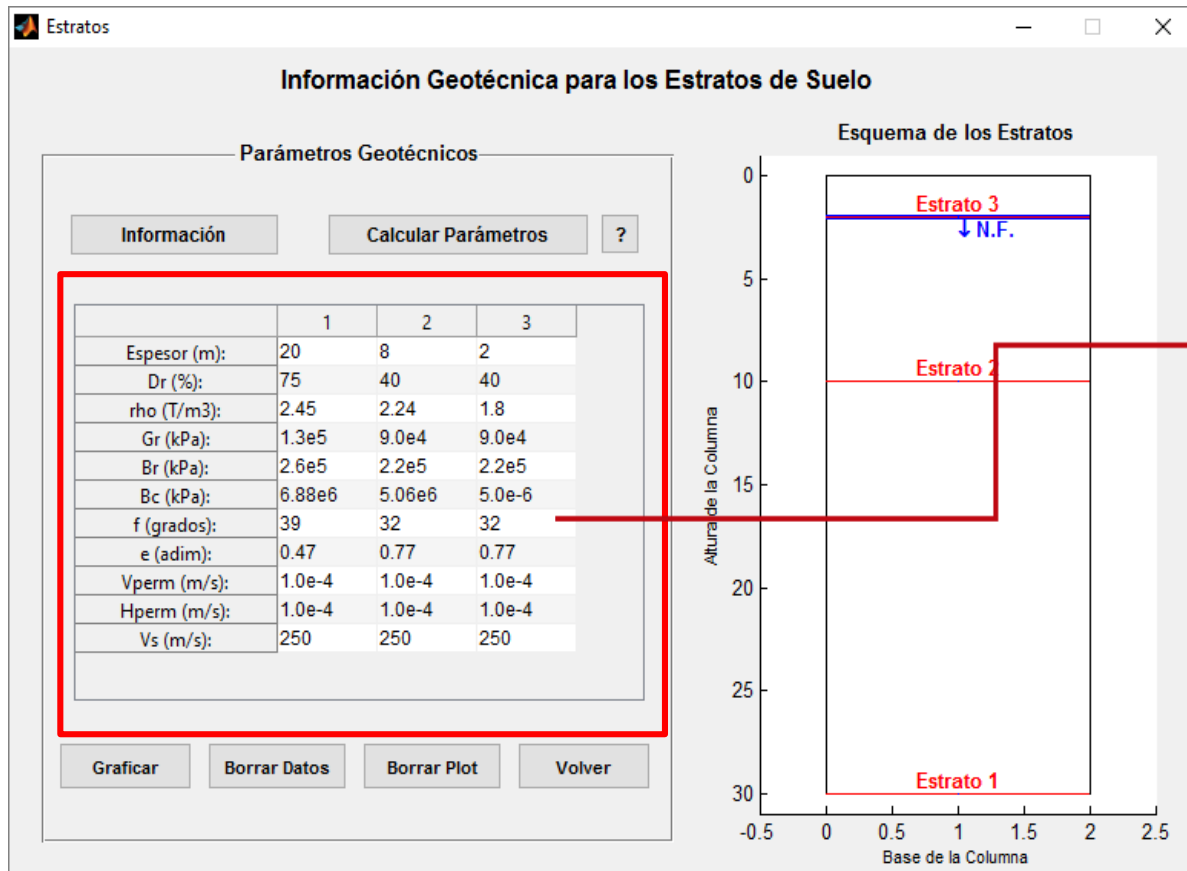 Estratos
Información Geotécnica para los Estratos de Suelo
Parámetros Geotécnicos
Información
Calcular Parámetros
?
1 2 3
Espesor (m): 20 8 2
Dr (%): 75 40 40
rho (T/m3): 2.45 2.24 1.8
Gr (kPa): 1.3e5 9.0e4 9.0e4
Br (kPa): 2.6e5 2.2e5 2.2e5
Bc (kPa): 6.88e6 5.06e6 5.0e-6
f (grados): 39 32 32
e (adim): 0.47 0.77 0.77
Vperm (m/s): 1.0e-4 1.0e-4 1.0e-4
Hperm (m/s): 1.0e-4 1.0e-4 1.0e-4
Vs (m/s): 250 250 250
Graficar
Borrar Datos
Borrar Plot
Volver
Esquema de los Estratos
Altura de la Columna
0
5
10
15
20
25
30
Estrato 3
↓ N.F.
Estrato 2
Estrato 1
-0.5 0 0.5 1 1.5 2 2.5
Base de la Columna